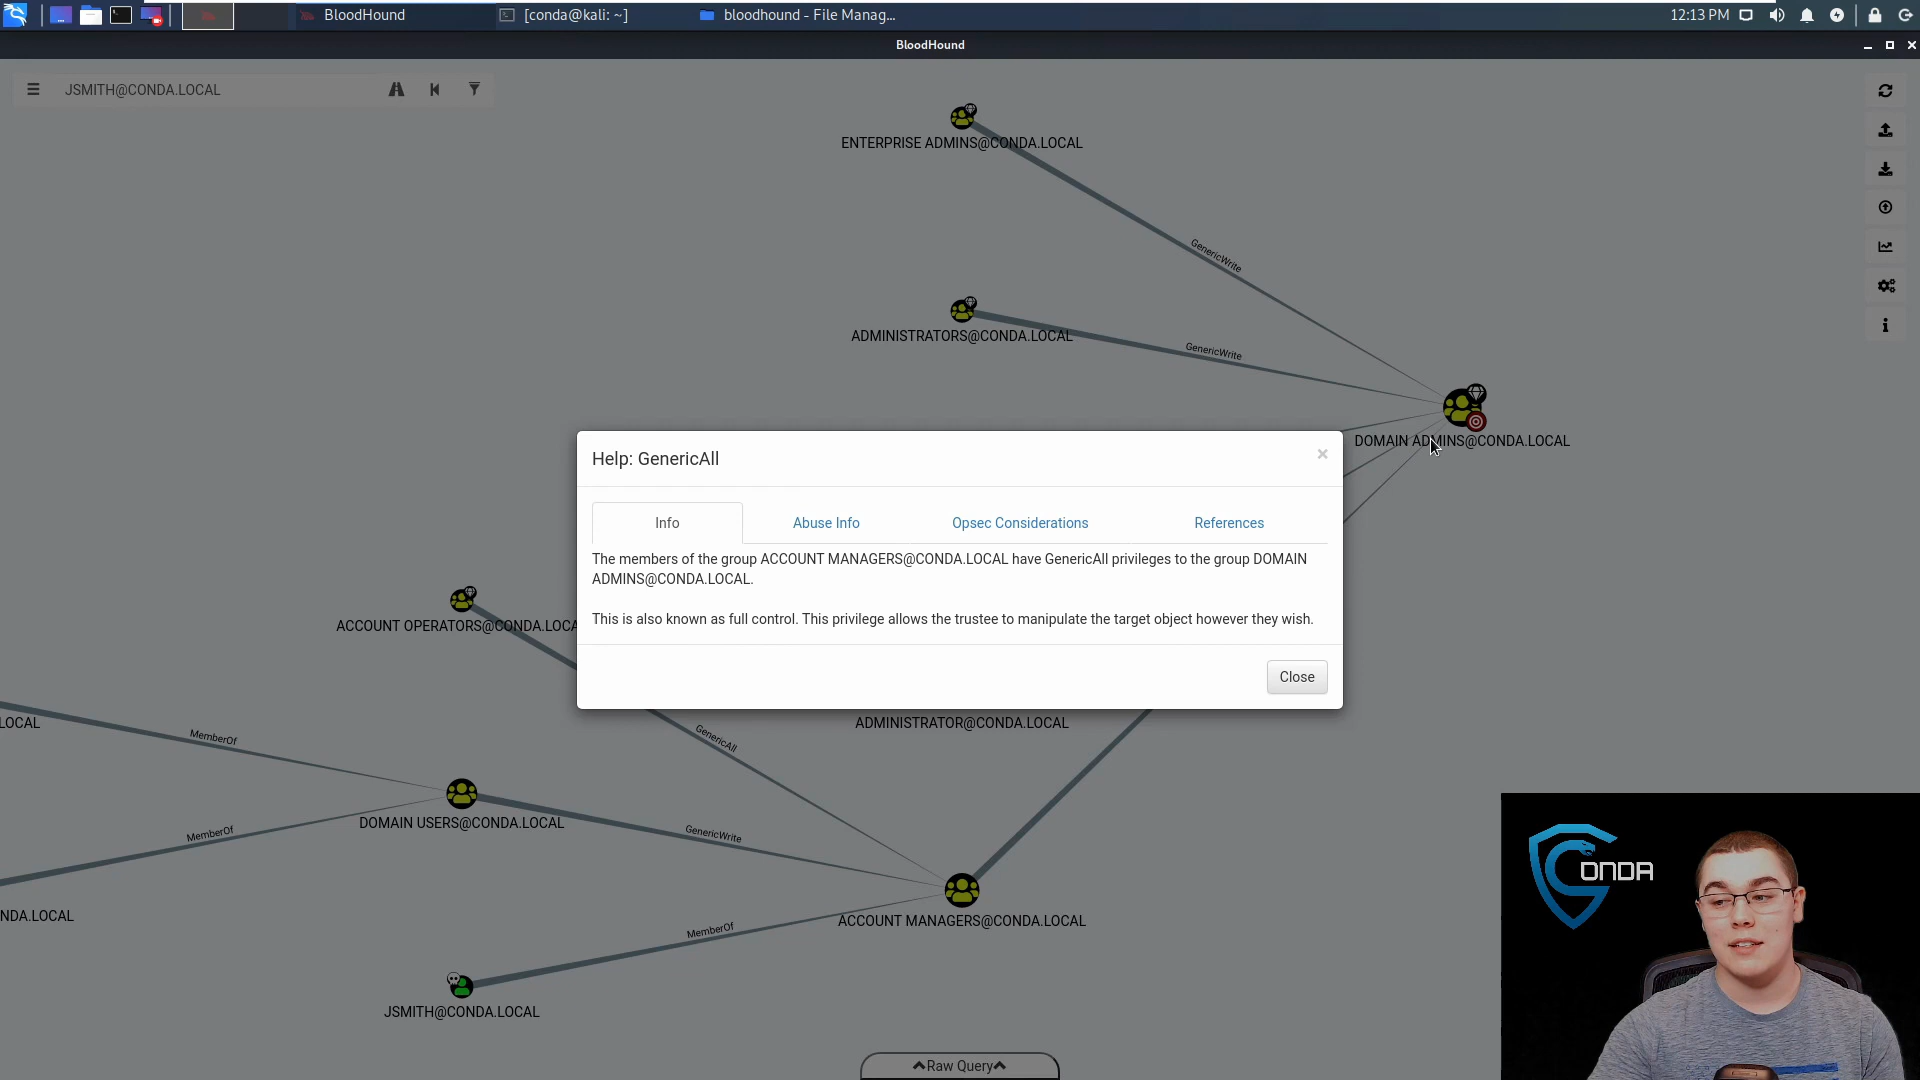 BloodHound
[conda@kali: ~]
bloodhound - File Manag...
12:13 PM
BloodHound
JSMITH@CONDA.LOCAL
ENTERPRISE ADMINS@CONDA.LOCAL
GenericWrite
ADMINISTRATORS@CONDA.LOCAL
GenericWrite
DOMAIN ADMINS@CONDA.LOCAL
Help: GenericAll
×
Info
Abuse Info
Opsec Considerations
References
The members of the group ACCOUNT MANAGERS@CONDA.LOCAL have GenericAll privileges to the group DOMAIN
ADMINS@CONDA.LOCAL.
This is also known as full control. This privilege allows the trustee to manipulate the target object however they wish.
Close
ACCOUNT OPERATORS@CONDA.LOCA
LOCAL
MemberOf
GenericAll
ADMINISTRATOR@CONDA.LOCAL
DOMAIN USERS@CONDA.LOCAL
MemberOf
GenericWrite
NDA.LOCAL
ACCOUNT MANAGERS@CONDA.LOCAL
MemberOf
JSMITH@CONDA.LOCAL
Raw Query
CONDA